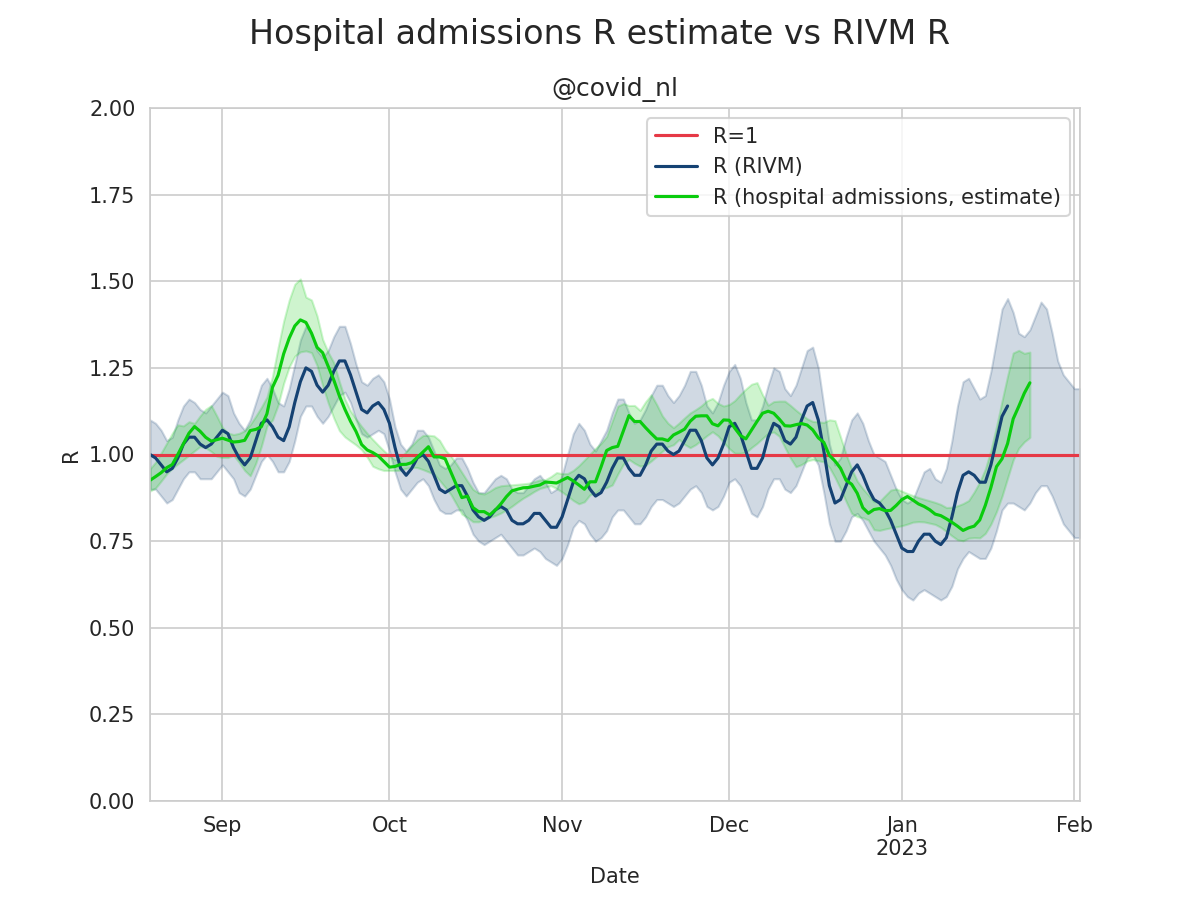 Hospital admissions R estimate vs RIVM R
@covid_nl
R=1
R (RIVM)
R (hospital admissions, estimate)
2.00
1.75
1.50
1.25
1.00
0.75
0.50
0.25
0.00
R
Sep Oct Nov Dec Jan Feb
2023
Date